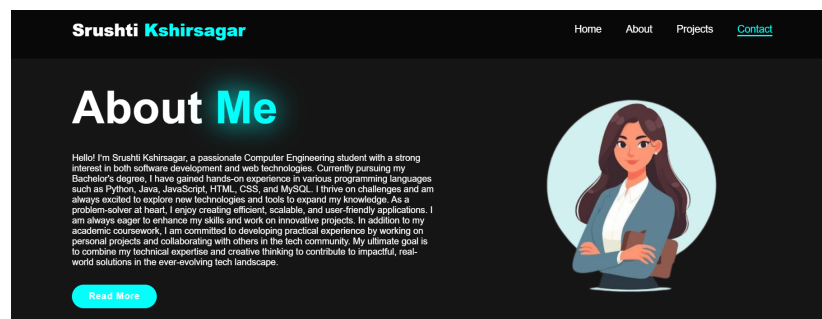 Srushti Kshirsagar
Home About Projects Contact
About Me
Hello! I'm Srushti Kshirsagar, a passionate Computer Engineering student with a strong
interest in both software development and web technologies. Currently pursuing my
Bachelor's degree, I have gained hands-on experience in various programming languages
such as Python, Java, JavaScript, HTML, CSS, and MySQL. I thrive on challenges and am
always excited to explore new technologies and tools to expand my knowledge. As a
problem-solver at heart, I enjoy creating efficient, scalable, and user-friendly applications. I
am always eager to enhance my skills and work on innovative projects. In addition to my
academic coursework, I am committed to developing practical experience by working on
personal projects and collaborating with others in the tech community. My ultimate goal is
to combine my technical expertise and creative thinking to contribute to impactful, real-
world solutions in the ever-evolving tech landscape.
Read More